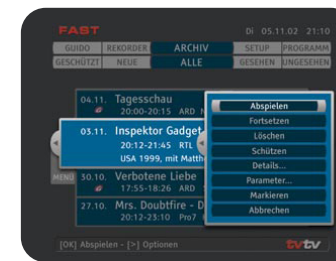 FAST
Di 05.11.02 21:10
GUIDO REKORDER ARCHIV SETUP PROGRAMM
GESCHÜTZT NEUE ALLE GESEHEN UNGESEHEN
04.11. Tagesschau
20:00-20:15 ARD
03.11. Inspektor Gadget
20:12-21:45 RTL
USA 1999, mit Matth
MENÜ 30.10. Verbotene Liebe
17:55-18:26 ARD
27.10. Mrs. Doubtfire - D
20:12-23:10 Pro7
Abspielen
Fortsetzen
Löschen
Schützen
Details...
Parameter...
Markieren
Abbrechen
[OK] Abspielen - [>] Optionen
tvtv